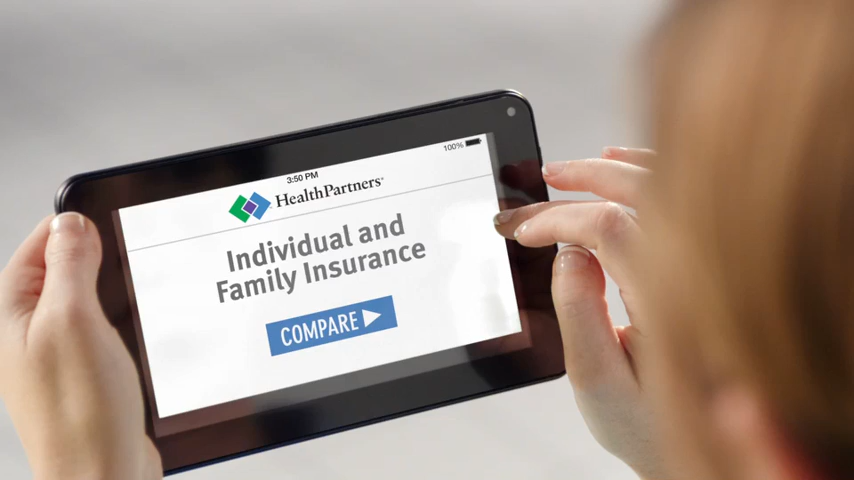 3:50 PM
100%
HealthPartners
Individual and
Family Insurance
COMPARE